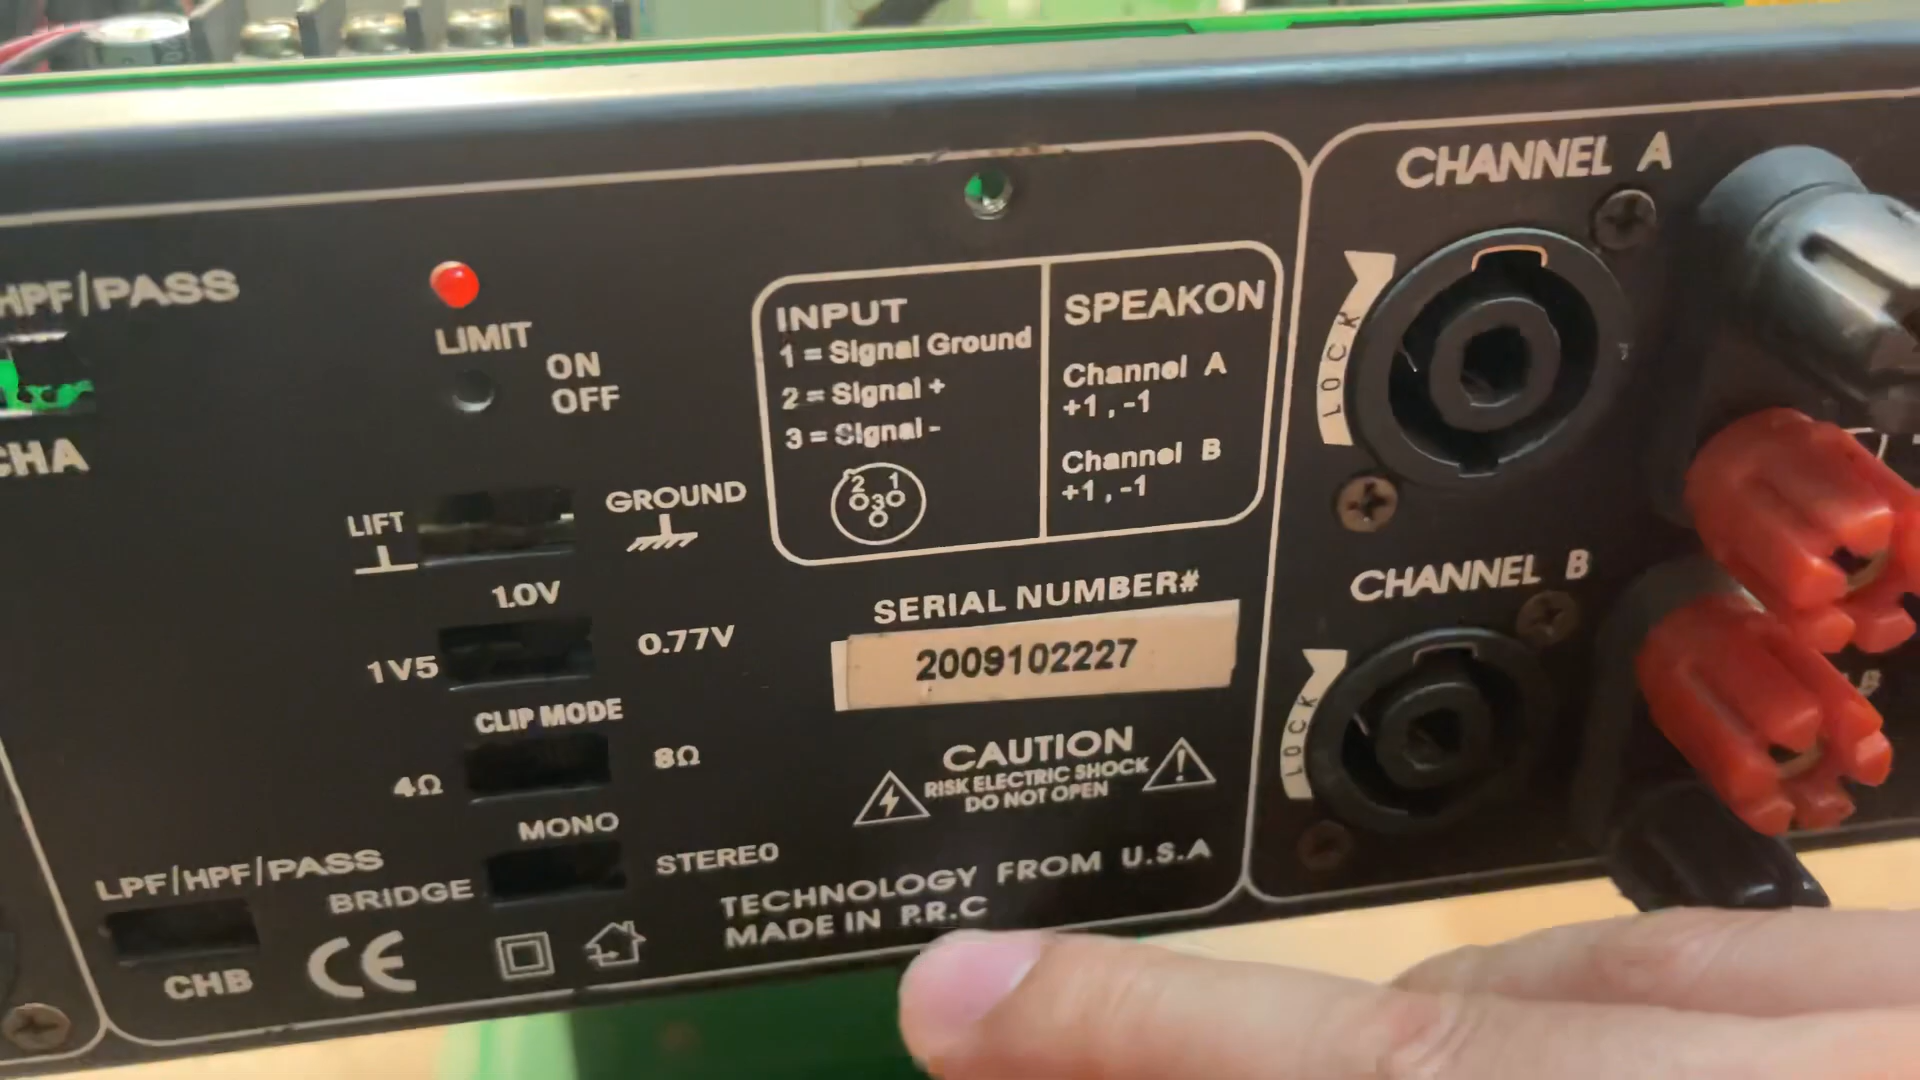 HPF/PASS
CHA
LIMIT
ON
OFF
LIFT
GROUND
1.0V
1V5
0.77V
CLIP MODE
4Ω
8Ω
MONO
LPF/HPF/PASS
BRIDGE
STEREO
CHB
CE
INPUT
1 = Signal Ground
2 = Signal +
3 = Signal -
2 1
3
SPEAKON
Channel A
+1 , -1
Channel B
+1 , -1
SERIAL NUMBER#
2009102227
CAUTION
RISK ELECTRIC SHOCK
DO NOT OPEN
TECHNOLOGY FROM U.S.A
MADE IN P.R.C
CHANNEL A
LOCK
CHANNEL B
LOCK
B